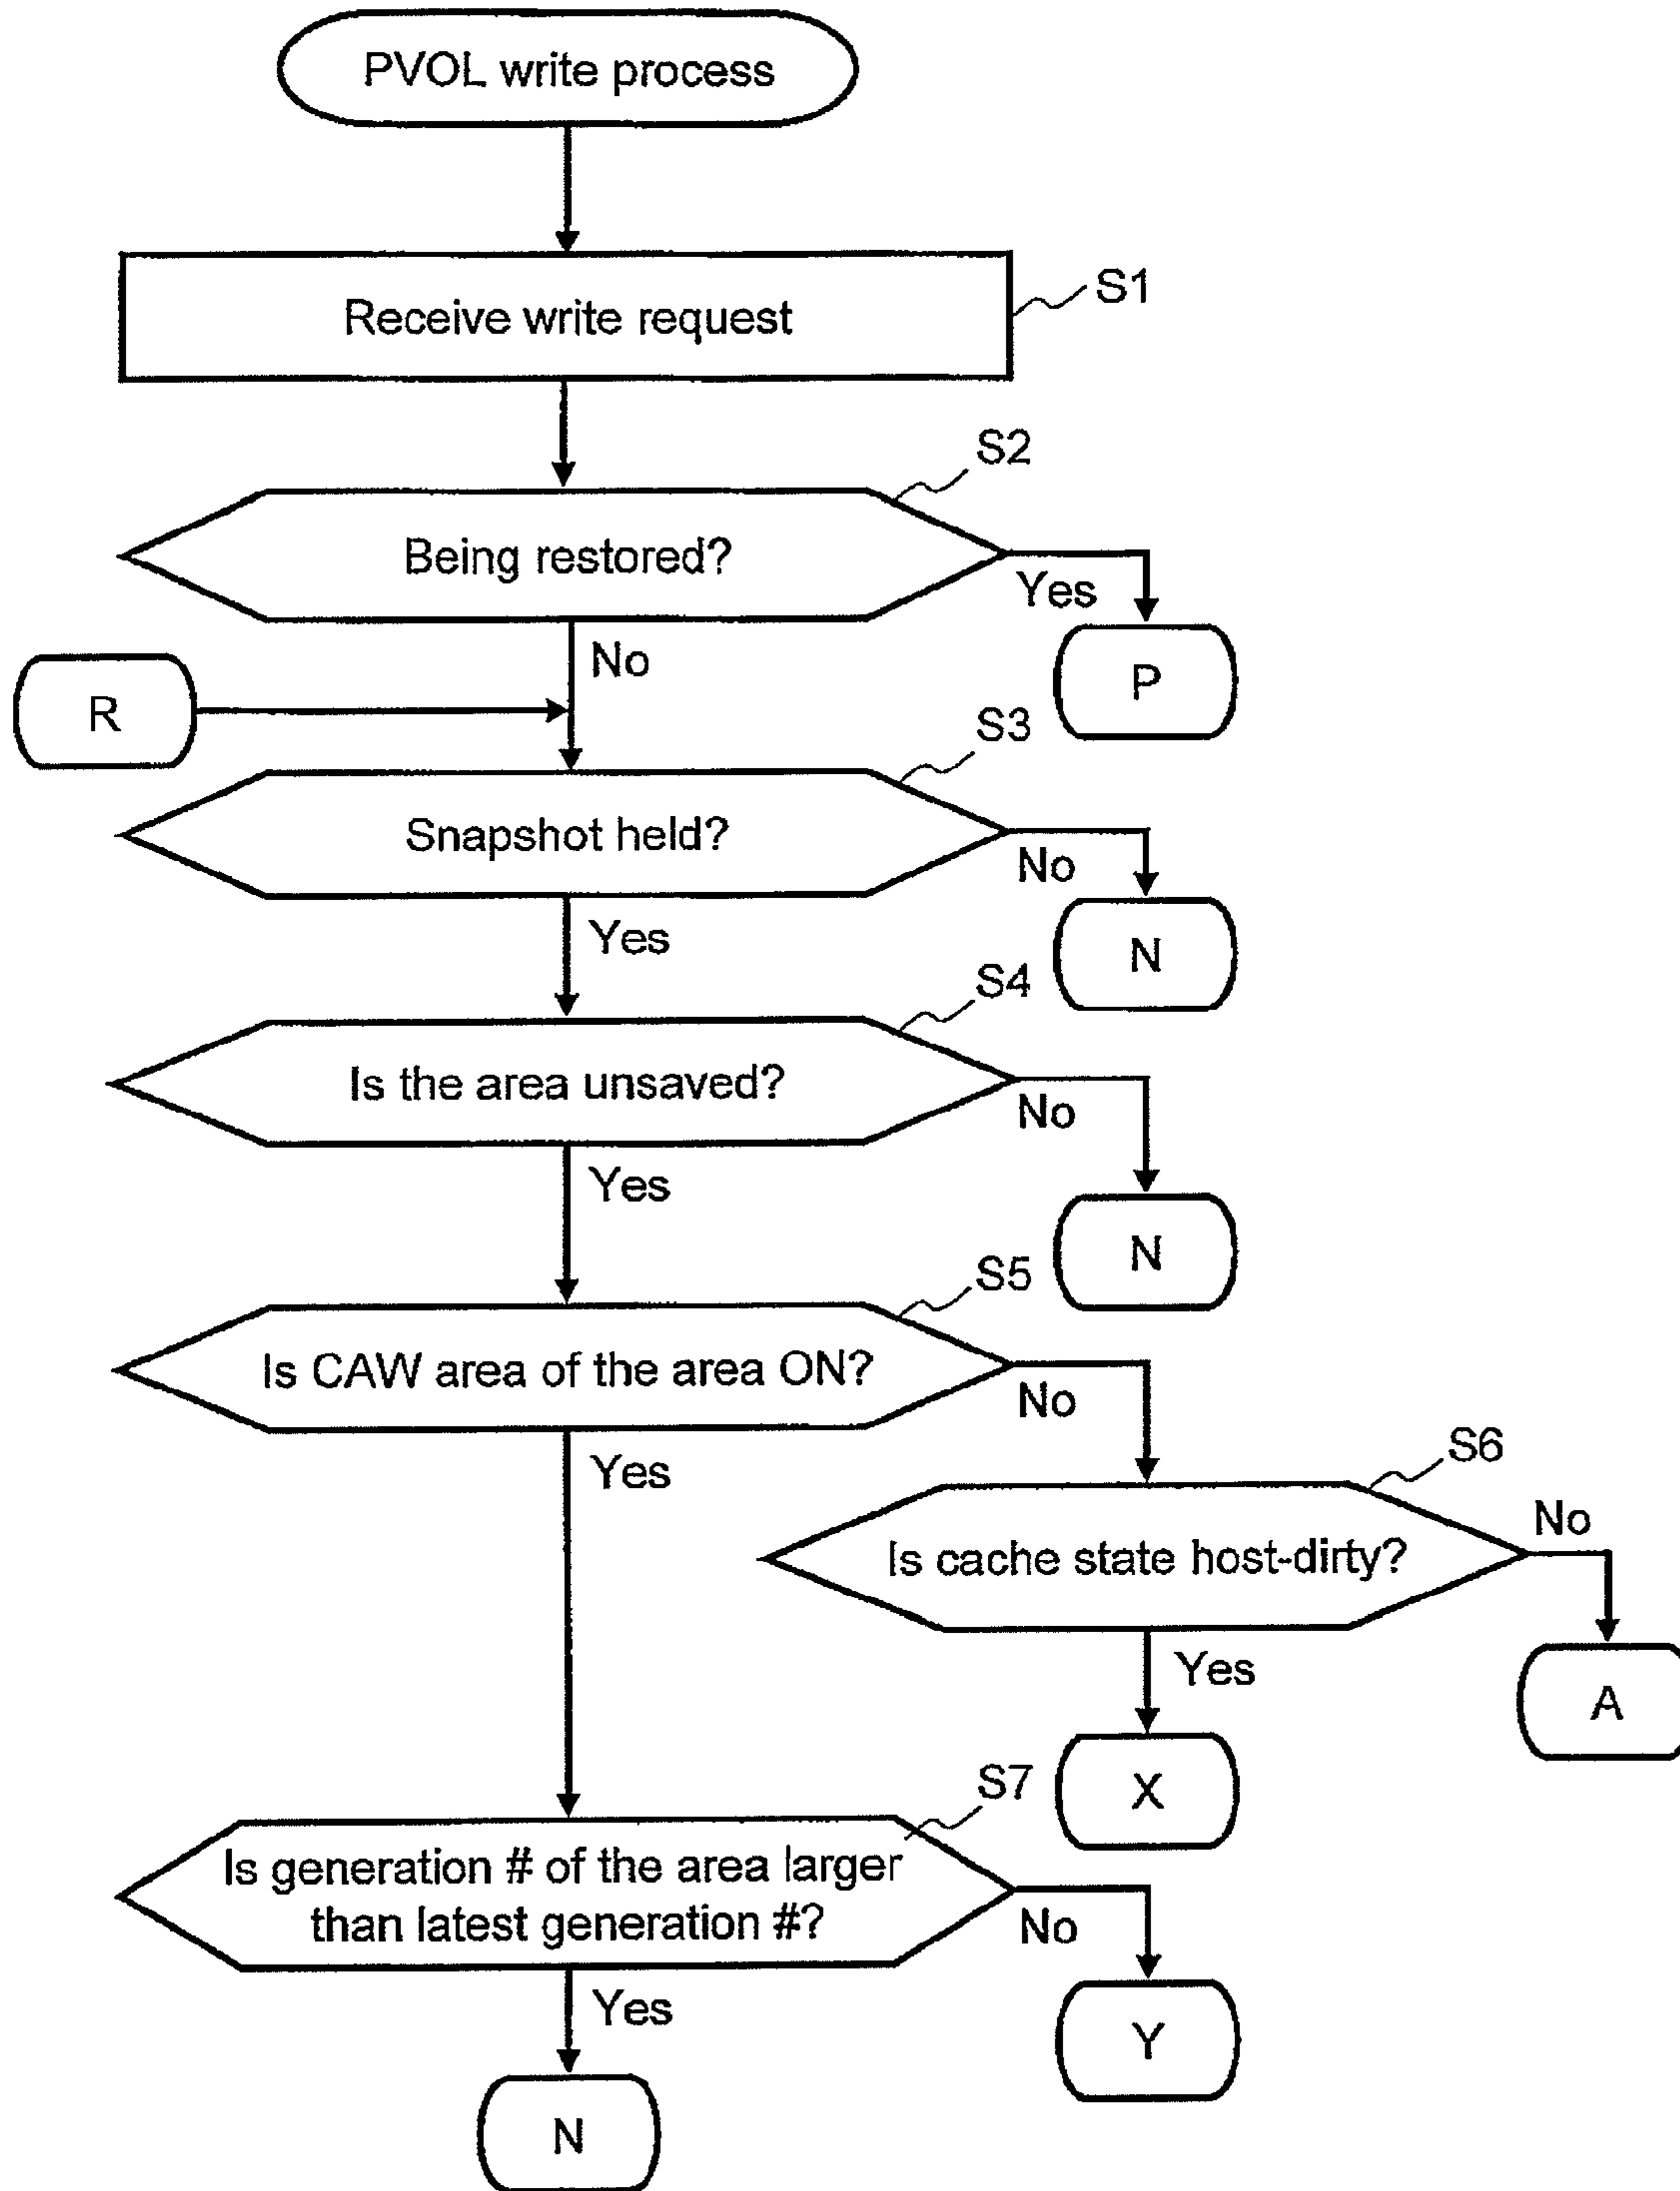 PVOL write process
Receive write request
S1
S2
Being restored?
Yes
No
P
R
S3
Snapshot held?
No
Yes
N
S4
Is the area unsaved?
No
Yes
N
S5
Is CAW area of the area ON?
No
Yes
S6
Is cache state host-dirty?
No
Yes
A
X
S7
Is generation # of the area larger
than latest generation #?
No
Yes
Y
N